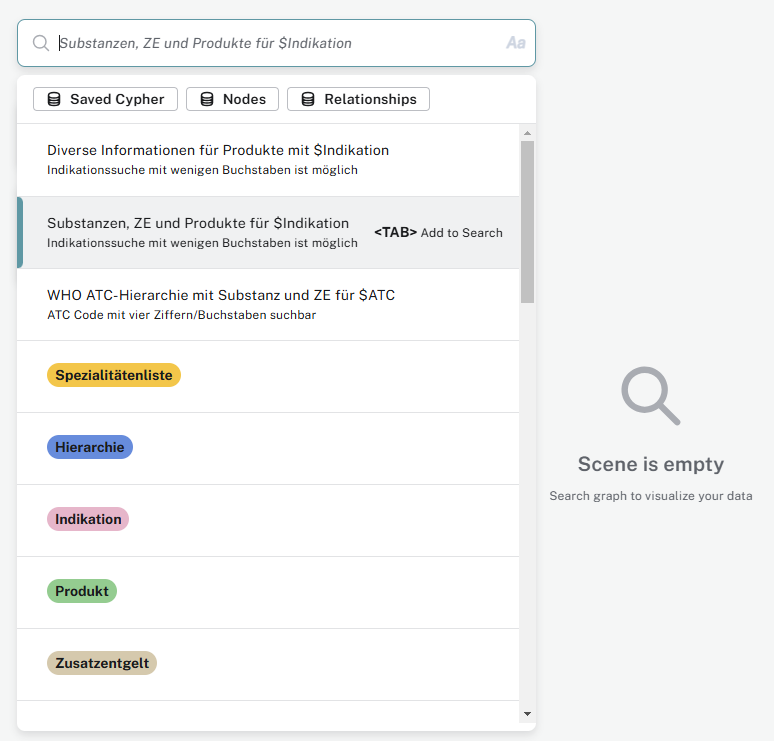 Substanzen, ZE und Produkte für $Indikation
Aa
Saved Cypher
Nodes
Relationships
Diverse Informationen für Produkte mit $Indikation
Indikationssuche mit wenigen Buchstaben ist möglich
Substanzen, ZE und Produkte für $Indikation
Indikationssuche mit wenigen Buchstaben ist möglich
<TAB> Add to Search
WHO ATC-Hierarchie mit Substanz und ZE für $ATC
ATC Code mit vier Ziffern/Buchstaben suchbar
Spezialitätenliste
Hierarchie
Indikation
Produkt
Zusatzentgelt
Scene is empty
Search graph to visualize your data